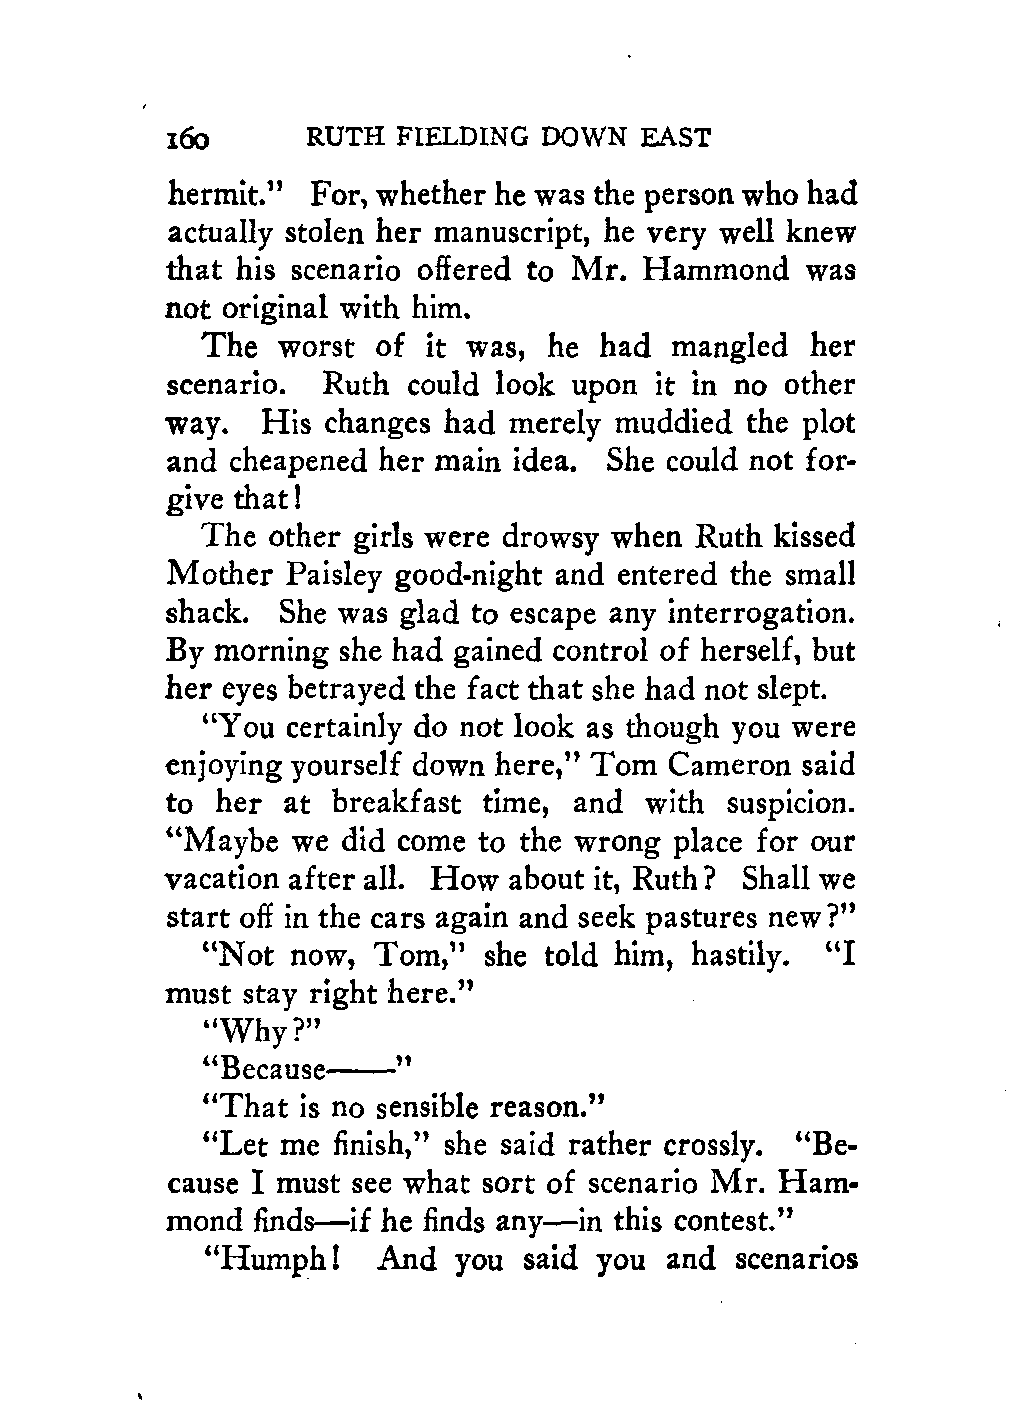 160 RUTH FIELDING DOWN EAST
hermit." For, whether he was the person who had
actually stolen her manuscript, he very well knew
that his scenario offered to Mr. Hammond was
not original with him.
The worst of it was, he had mangled her
scenario. Ruth could look upon it in no other
way. His changes had merely muddied the plot
and cheapened her main idea. She could not for-
give that!
The other girls were drowsy when Ruth kissed
Mother Paisley good-night and entered the small
shack. She was glad to escape any interrogation.
By morning she had gained control of herself, but
her eyes betrayed the fact that she had not slept.
"You certainly do not look as though you were
enjoying yourself down here," Tom Cameron said
to her at breakfast time, and with suspicion.
"Maybe we did come to the wrong place for our
vacation after all. How about it, Ruth? Shall we
start off in the cars again and seek pastures new?"
"Not now, Tom," she told him, hastily. "I
must stay right here."
"Why?"
"Because——"
"That is no sensible reason."
"Let me finish," she said rather crossly. "Be-
cause I must see what sort of scenario Mr. Ham-
mond finds—if he finds any—in this contest."
"Humph! And you said you and scenarios